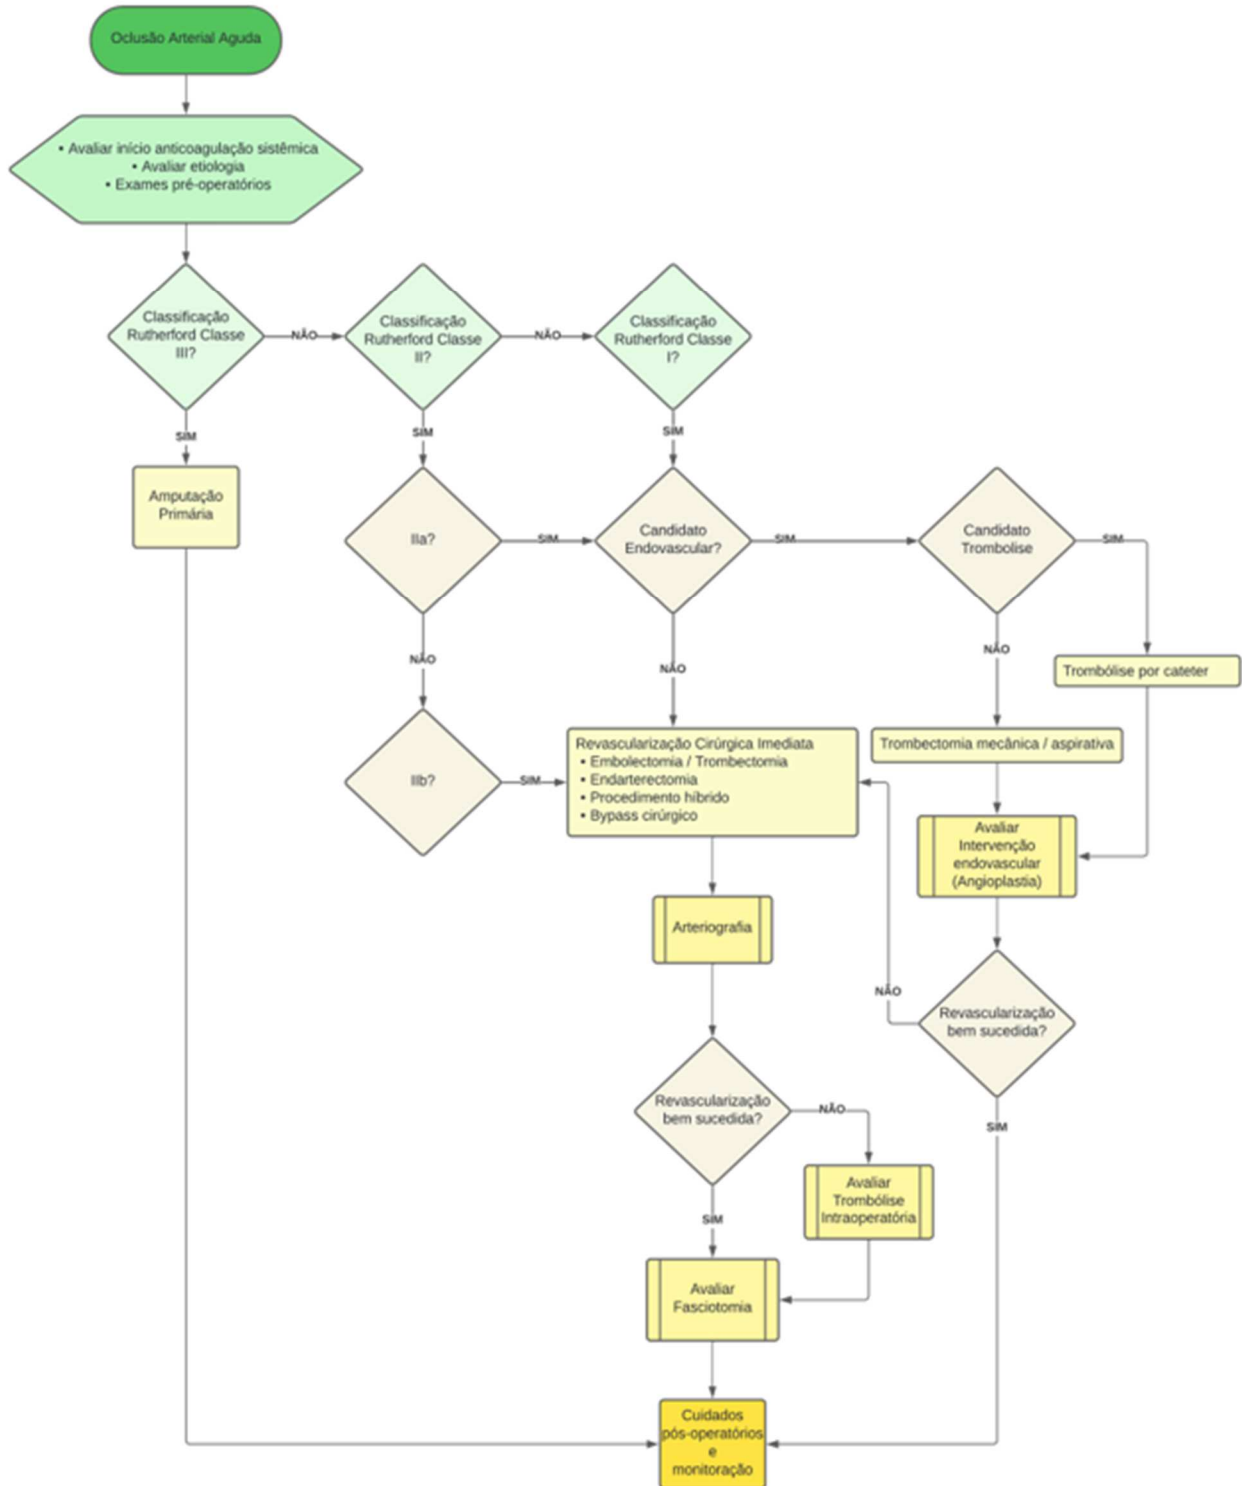 Oclusão Arterial Aguda
▪ Avaliar início anticoagulação sistêmica
▪ Avaliar etiologia
▪ Exames pré-operatórios
Classificação
Rutherford Classe
III?
NÃO
Classificação
Rutherford Classe
II?
NÃO
Classificação
Rutherford Classe
I?
SIM
SIM
SIM
Amputação
Primária
IIa?
SIM
Candidato
Endovascular?
SIM
Candidato
Trombolise
SIM
NÃO
NÃO
NÃO
Trombólise por cateter
IIb?
SIM
Revascularização Cirúrgica Imediata
▪ Embolectomia / Trombectomia
▪ Endarterectomia
▪ Procedimento híbrido
▪ Bypass cirúrgico
Trombectomia mecânica / aspirativa
Avaliar
Intervenção
endovascular
(Angioplastia)
Arteriografia
NÃO
Revascularização
bem sucedida?
Revascularização
bem sucedida?
NÃO
SIM
Avaliar
Trombólise
Intraoperatória
SIM
Avaliar
Fasciotomia
Cuidados
pós-operatórios
e
monitoração